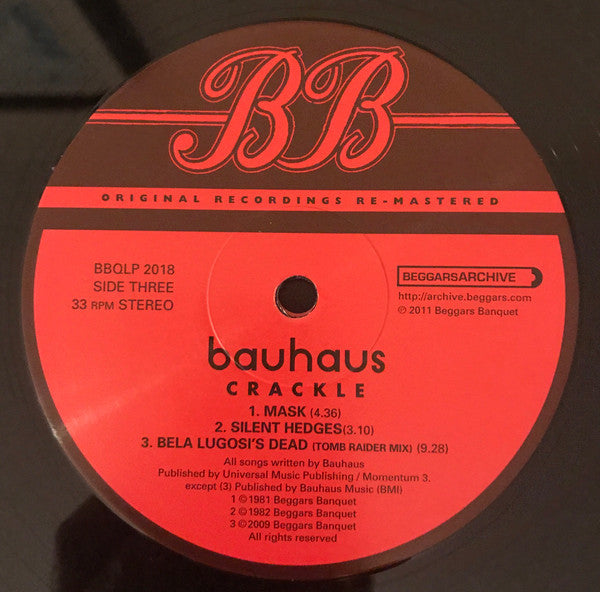 BB
ORIGINAL RECORDINGS RE-MASTERED
BBQLP 2018
SIDE THREE
33 RPM STEREO
BEGGARSARCHIVE
http://archive.beggars.com
℗ 2011 Beggars Banquet
bauhaus
CRACKLE
1. MASK (4.36)
2. SILENT HEDGES(3.10)
3. BELA LUGOSI'S DEAD (TOMB RAIDER MIX) (9.28)
All songs written by Bauhaus
Published by Universal Music Publishing / Momentum 3.
except (3) Published by Bauhaus Music (BMI)
1 ©1981 Beggars Banquet
2 ©1982 Beggars Banquet
3 ©2009 Beggars Banquet
All rights reserved